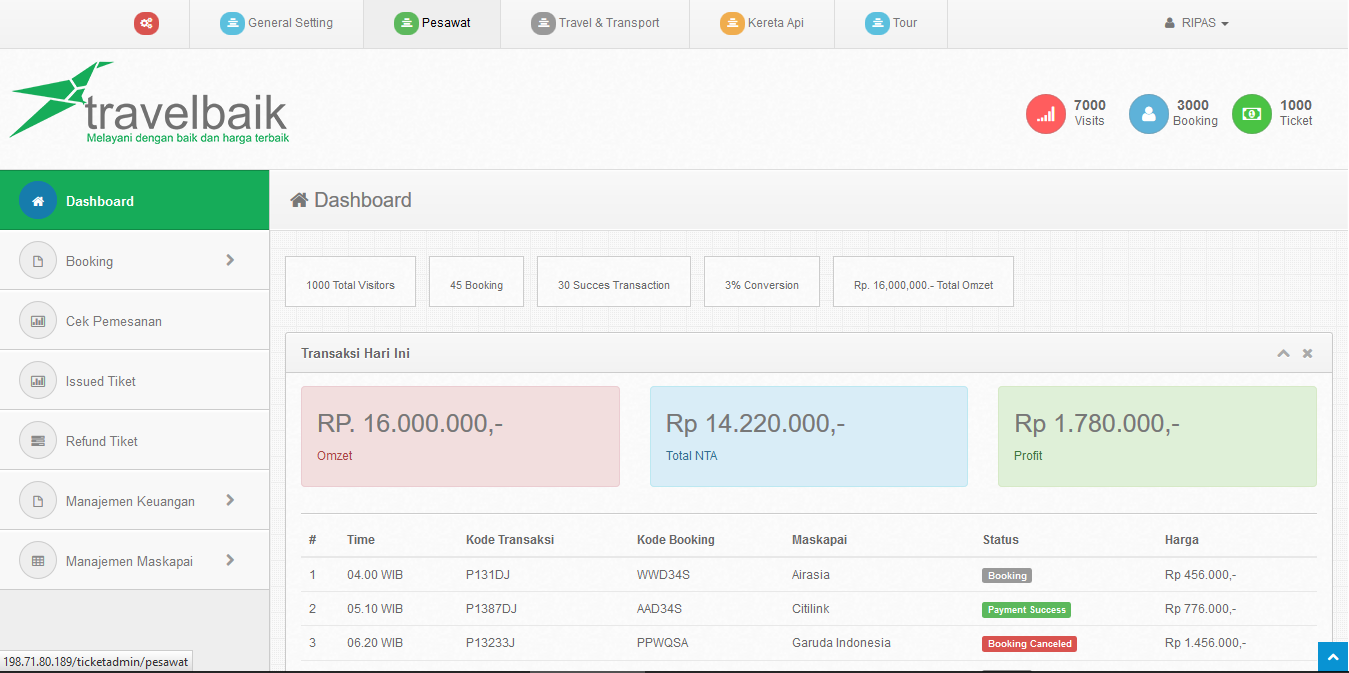 General Setting Pesawat Travel & Transport Kereta Api Tour RIPAS
travelbaik
Melayani dengan baik dan harga terbaik
7000 Visits
3000 Booking
1000 Ticket
Dashboard
Booking
Cek Pemesanan
Issued Tiket
Refund Tiket
Manajemen Keuangan
Manajemen Maskapai
Dashboard
1000 Total Visitors 45 Booking 30 Succes Transaction 3% Conversion Rp. 16,000,000.- Total Omzet
Transaksi Hari Ini
RP. 16.000.000,-
Omzet
Rp 14.220.000,-
Total NTA
Rp 1.780.000,-
Profit
# Time Kode Transaksi Kode Booking Maskapai Status Harga
1 04.00 WIB P131DJ WWD34S Airasia Booking Rp 456.000,-
2 05.10 WIB P1387DJ AAD34S Citilink Payment Success Rp 776.000,-
3 06.20 WIB P13233J PPWQSA Garuda Indonesia Booking Canceled Rp 1.456.000,-
198.71.80.189/ticketadmin/pesawat